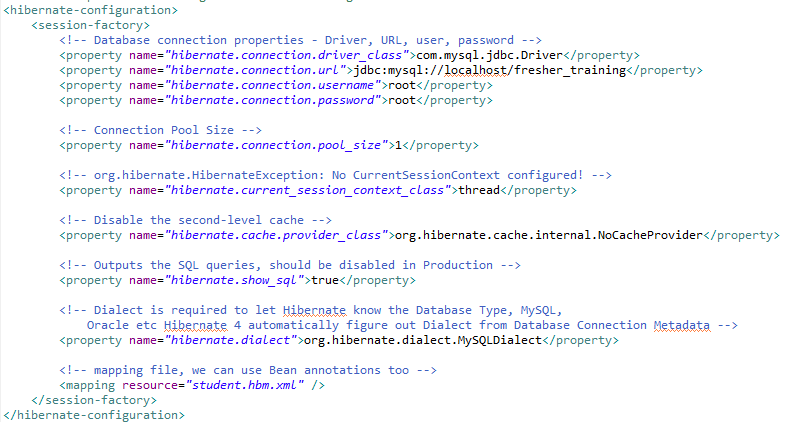 <hibernate-configuration>
<session-factory>
<!-- Database connection properties - Driver, URL, user, password -->
<property name="hibernate.connection.driver_class">com.mysql.jdbc.Driver</property>
<property name="hibernate.connection.url">jdbc:mysql://localhost/fresher_training</property>
<property name="hibernate.connection.username">root</property>
<property name="hibernate.connection.password">root</property>
<!-- Connection Pool Size -->
<property name="hibernate.connection.pool_size">1</property>
<!-- org.hibernate.HibernateException: No CurrentSessionContext configured! -->
<property name="hibernate.current_session_context_class">thread</property>
<!-- Disable the second-level cache -->
<property name="hibernate.cache.provider_class">org.hibernate.cache.internal.NoCacheProvider</property>
<!-- Outputs the SQL queries, should be disabled in Production -->
<property name="hibernate.show_sql">true</property>
<!-- Dialect is required to let Hibernate know the Database Type, MySQL,
Oracle etc Hibernate 4 automatically figure out Dialect from Database Connection Metadata -->
<property name="hibernate.dialect">org.hibernate.dialect.MySQLDialect</property>
<!-- mapping file, we can use Bean annotations too -->
<mapping resource="student.hbm.xml" />
</session-factory>
</hibernate-configuration>